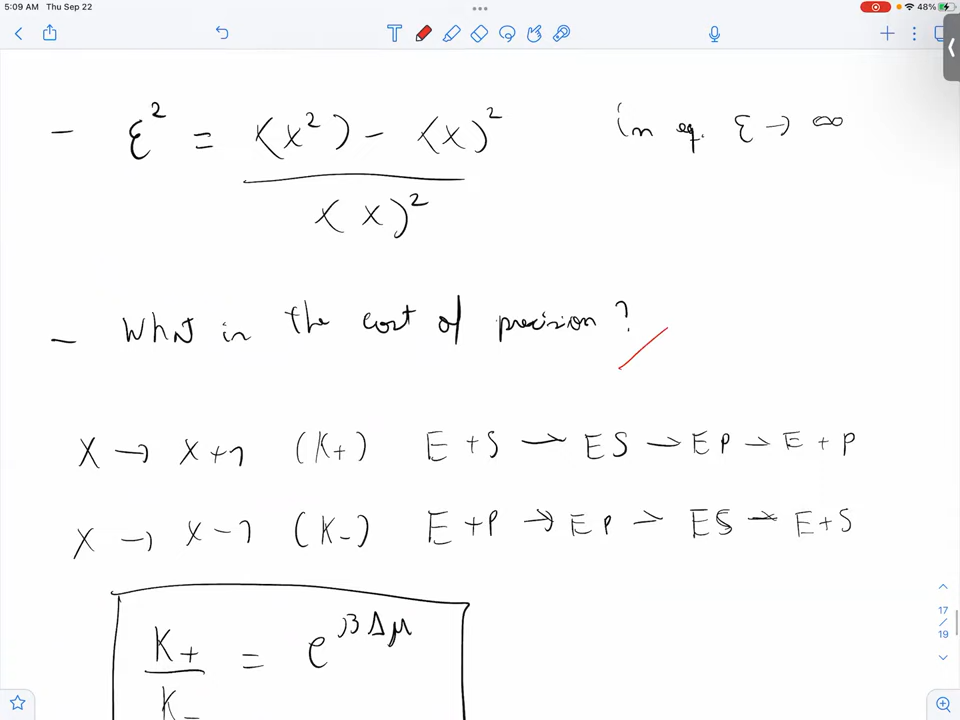 5:09 AM Thu Sep 22
48%
- ε² = (⟨X²⟩ - ⟨X⟩²) / ⟨X⟩² in eq. ε → ∞
- What is the cost of precision?
X → X+1 (K+) E + S → ES → EP → E + P
X → X-1 (K-) E + P → EP → ES → E + S
K+ / K- = e^{βΔμ}
17 / 19